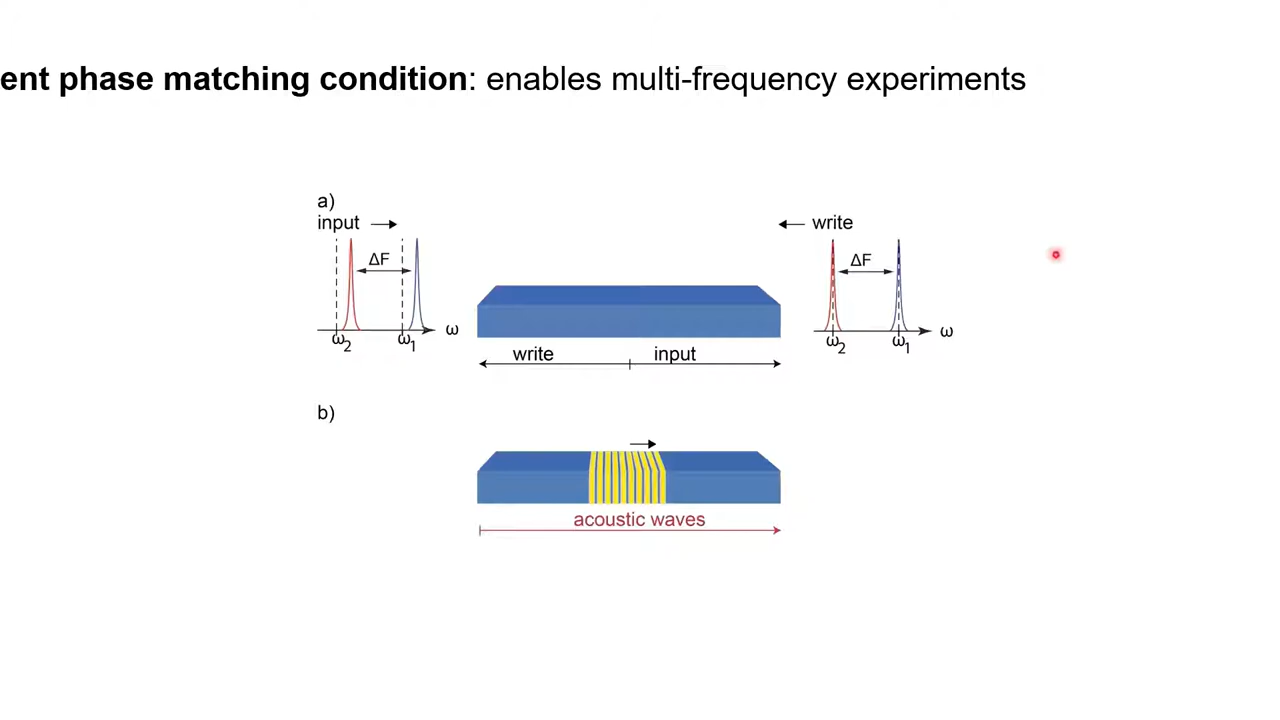 ent phase matching condition: enables multi-frequency experiments
a)
input
write
ΔF
ΔF
ω
ω
ω2
ω1
ω2
ω1
write
input
b)
acoustic waves